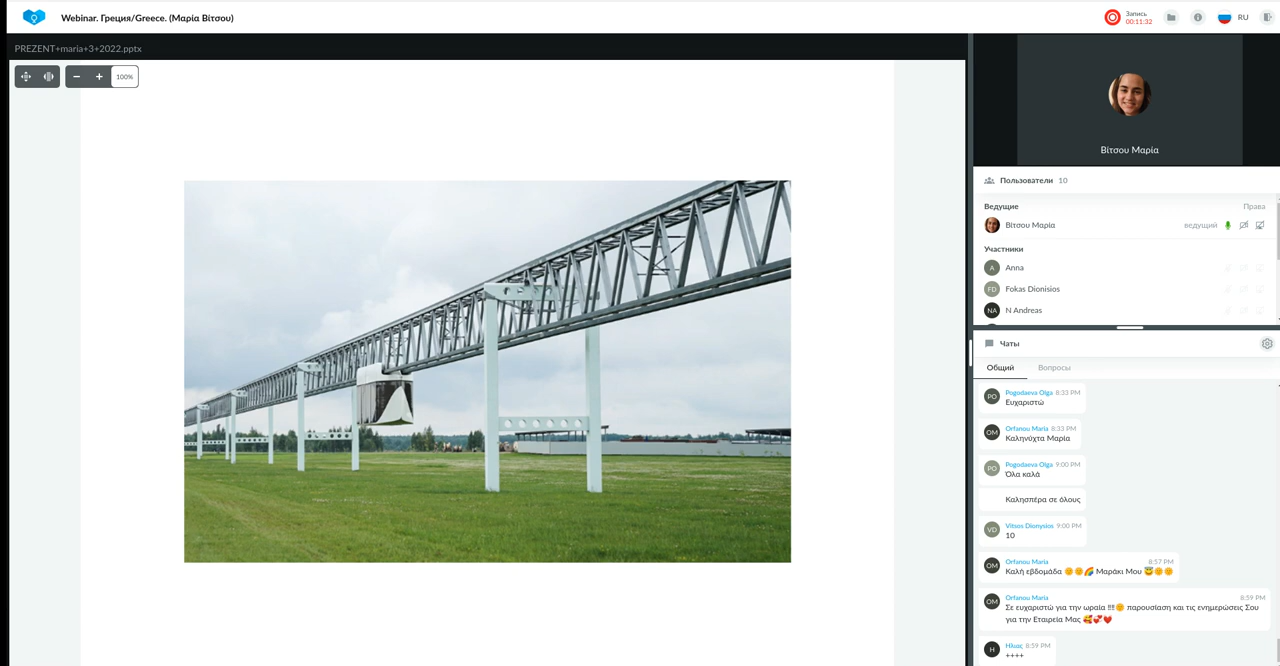 Webinar. Греция/Greece. (Μαρία Βίτσου)
Запись
00:11:32
RU
PREZENT+maria+3+2022.pptx
100%
Βίτσου Μαρία
Пользователи 10
Ведущие Права
Βίτσου Μαρία ведущий
Участники
A Anna
FD Fokas Dionisios
NA N Andreas
Чаты
Общий Вопросы
PO Pogodaeva Olga 8:33 PM
Ευχαριστώ
OM Orfanou Maria 8:33 PM
Καληνύχτα Μαρία
PO Pogodaeva Olga 9:00 PM
Όλα καλά
Καλησπέρα σε όλους
VD Vitsos Dionysios 9:00 PM
10
OM Orfanou Maria 8:57 PM
Καλή εβδομάδα 🌞🌞🌈 Μαράκι Μου 😇🌞🌞
OM Orfanou Maria 8:59 PM
Σε ευχαριστώ για την ωραία !!!!🌞 παρουσίαση και τις ενημερώσεις Σου
για την Εταιρεία Μας 🥰💞❤️
Η Ηλιας 8:59 PM
++++